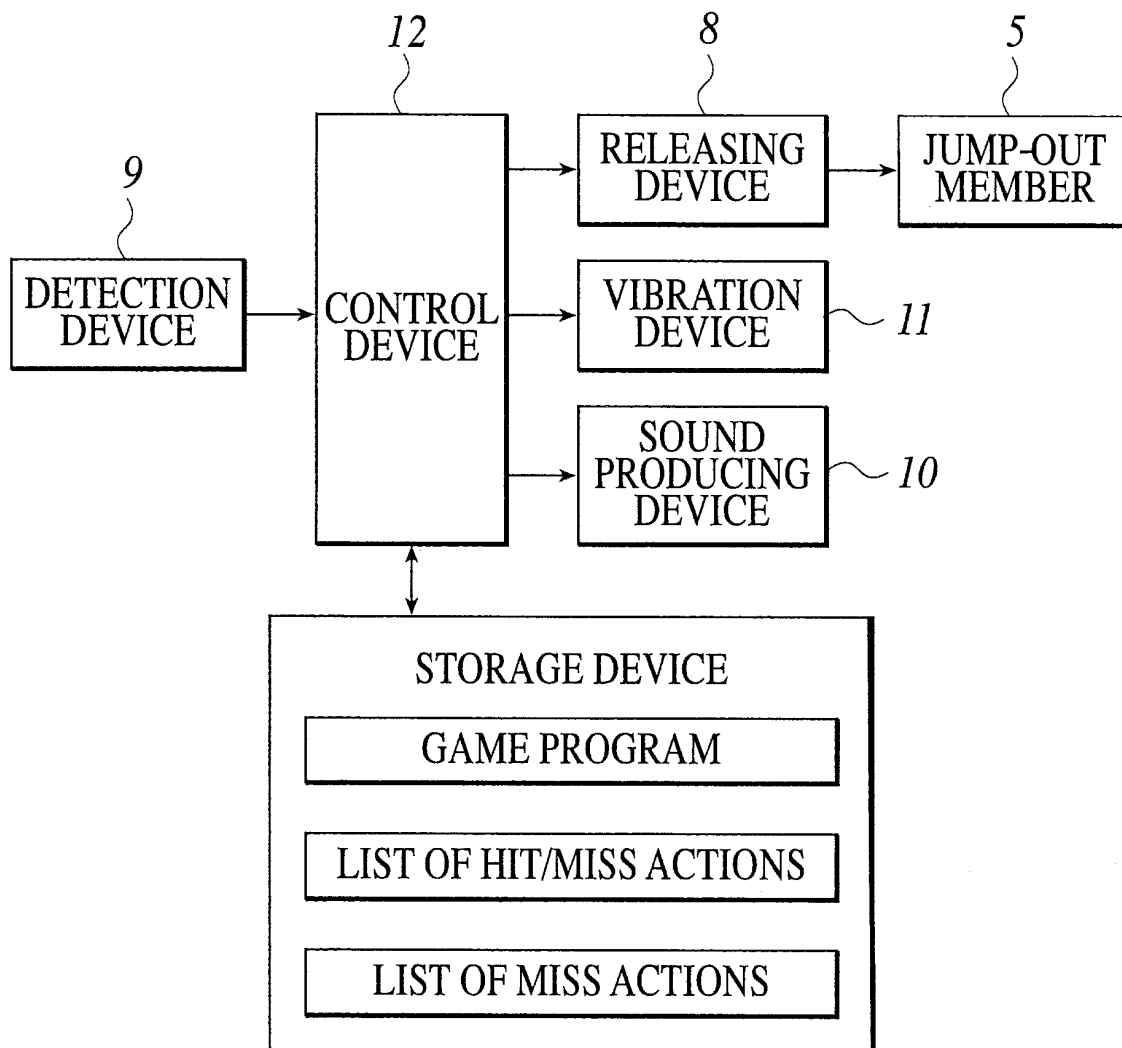 12
8
5
9
RELEASING
DEVICE
JUMP-OUT
MEMBER
DETECTION
DEVICE
CONTROL
DEVICE
VIBRATION
DEVICE
11
SOUND
PRODUCING
DEVICE
10
STORAGE DEVICE
GAME PROGRAM
LIST OF HIT/MISS ACTIONS
LIST OF MISS ACTIONS